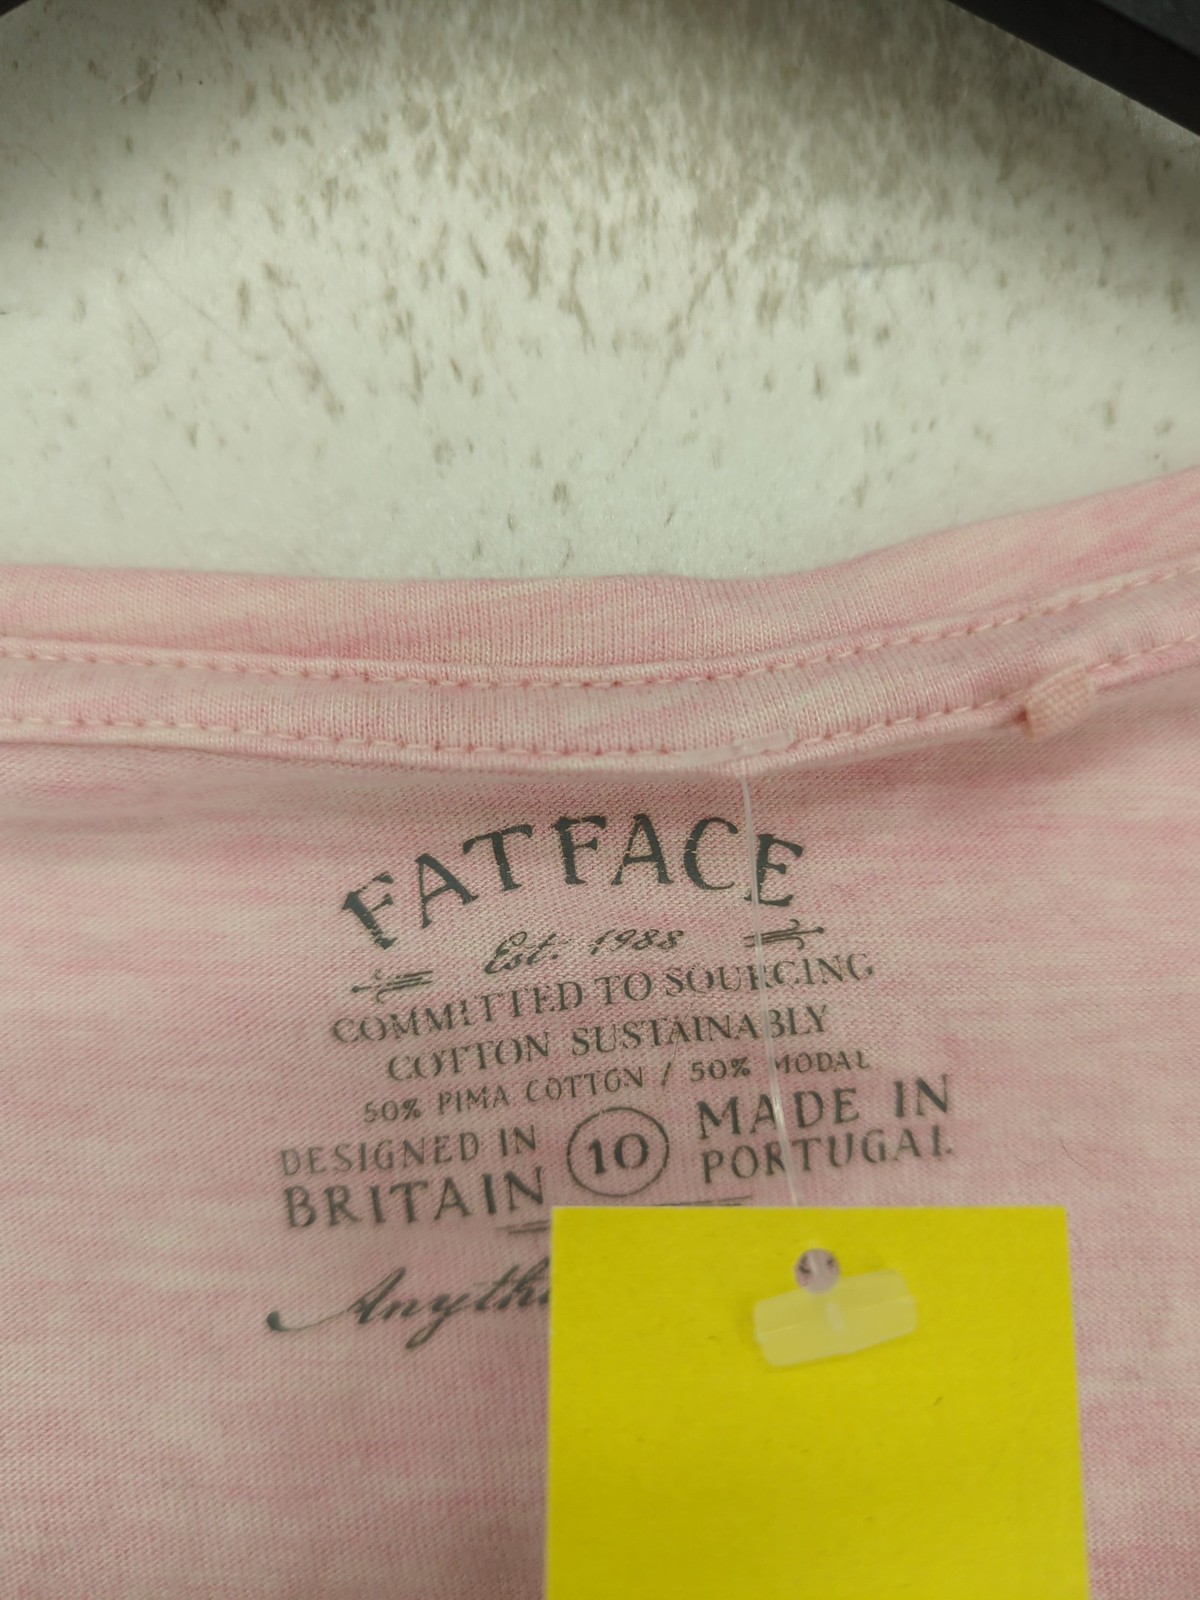 FATFACE
Est. 1988
COMMITTED TO SOURCING
COTTON SUSTAINABLY
50% PIMA COTTON / 50% MODAL
DESIGNED IN
BRITAIN
10
MADE IN
PORTUGAL